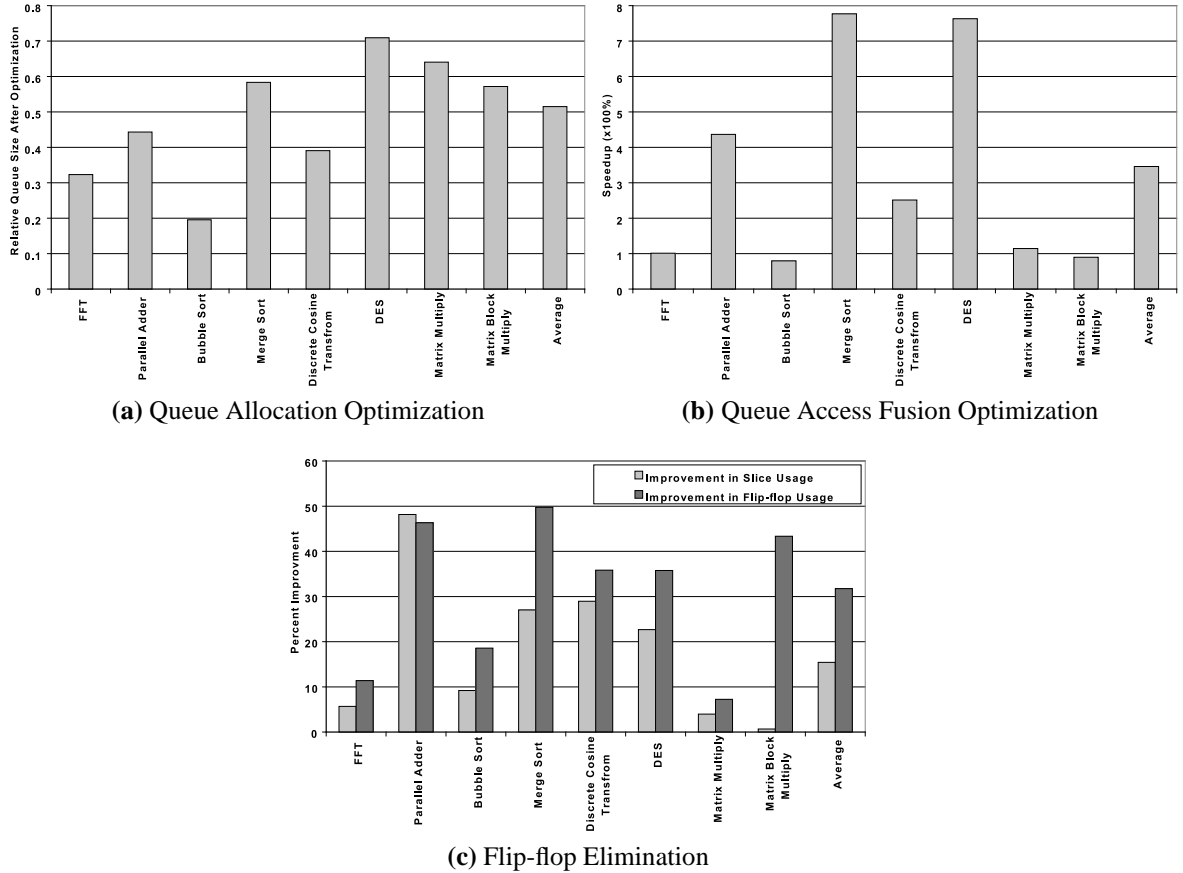 Relative Queue Size After Optimization
0.8
0.7
0.6
0.5
0.4
0.3
0.2
0.1
0
FFT
Parallel Adder
Bubble Sort
Merge Sort
Discrete Cosine
Transfrom
DES
Matrix Multiply
Matrix Block
Multiply
Average
(a) Queue Allocation Optimization
Speedup (x100%)
8
7
6
5
4
3
2
1
0
FFT
Parallel Adder
Bubble Sort
Merge Sort
Discrete Cosine
Transfrom
DES
Matrix Multiply
Matrix Block
Multiply
Average
(b) Queue Access Fusion Optimization
Percent Improvment
60
50
40
30
20
10
0
Improvement in Slice Usage
Improvement in Flip-flop Usage
FFT
Parallel Adder
Bubble Sort
Merge Sort
Discrete Cosine
Transfrom
DES
Matrix Multiply
Matrix Block
Multiply
Average
(c) Flip-flop Elimination